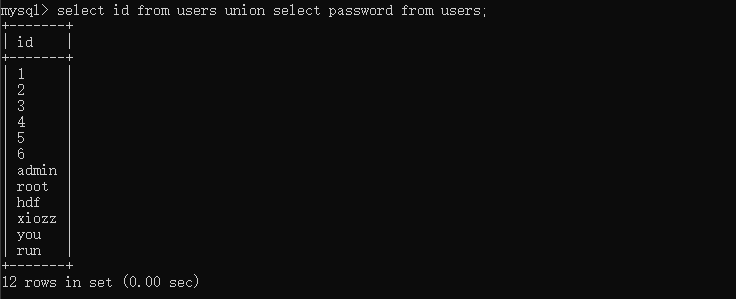 mysql> select id from users union select password from users;
+-------+
| id    |
+-------+
| 1     |
| 2     |
| 3     |
| 4     |
| 5     |
| 6     |
| admin |
| root  |
| hdf   |
| xiozz |
| you   |
| run   |
+-------+
12 rows in set (0.00 sec)